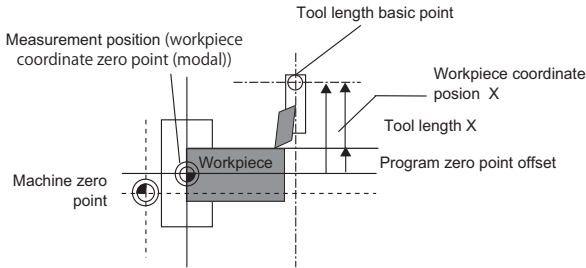 Tool length basic point
Measurement position (workpiece
coordinate zero point (modal))
Workpiece coordinate
posion X
Tool length X
Workpiece
Program zero point offset
Machine zero
point